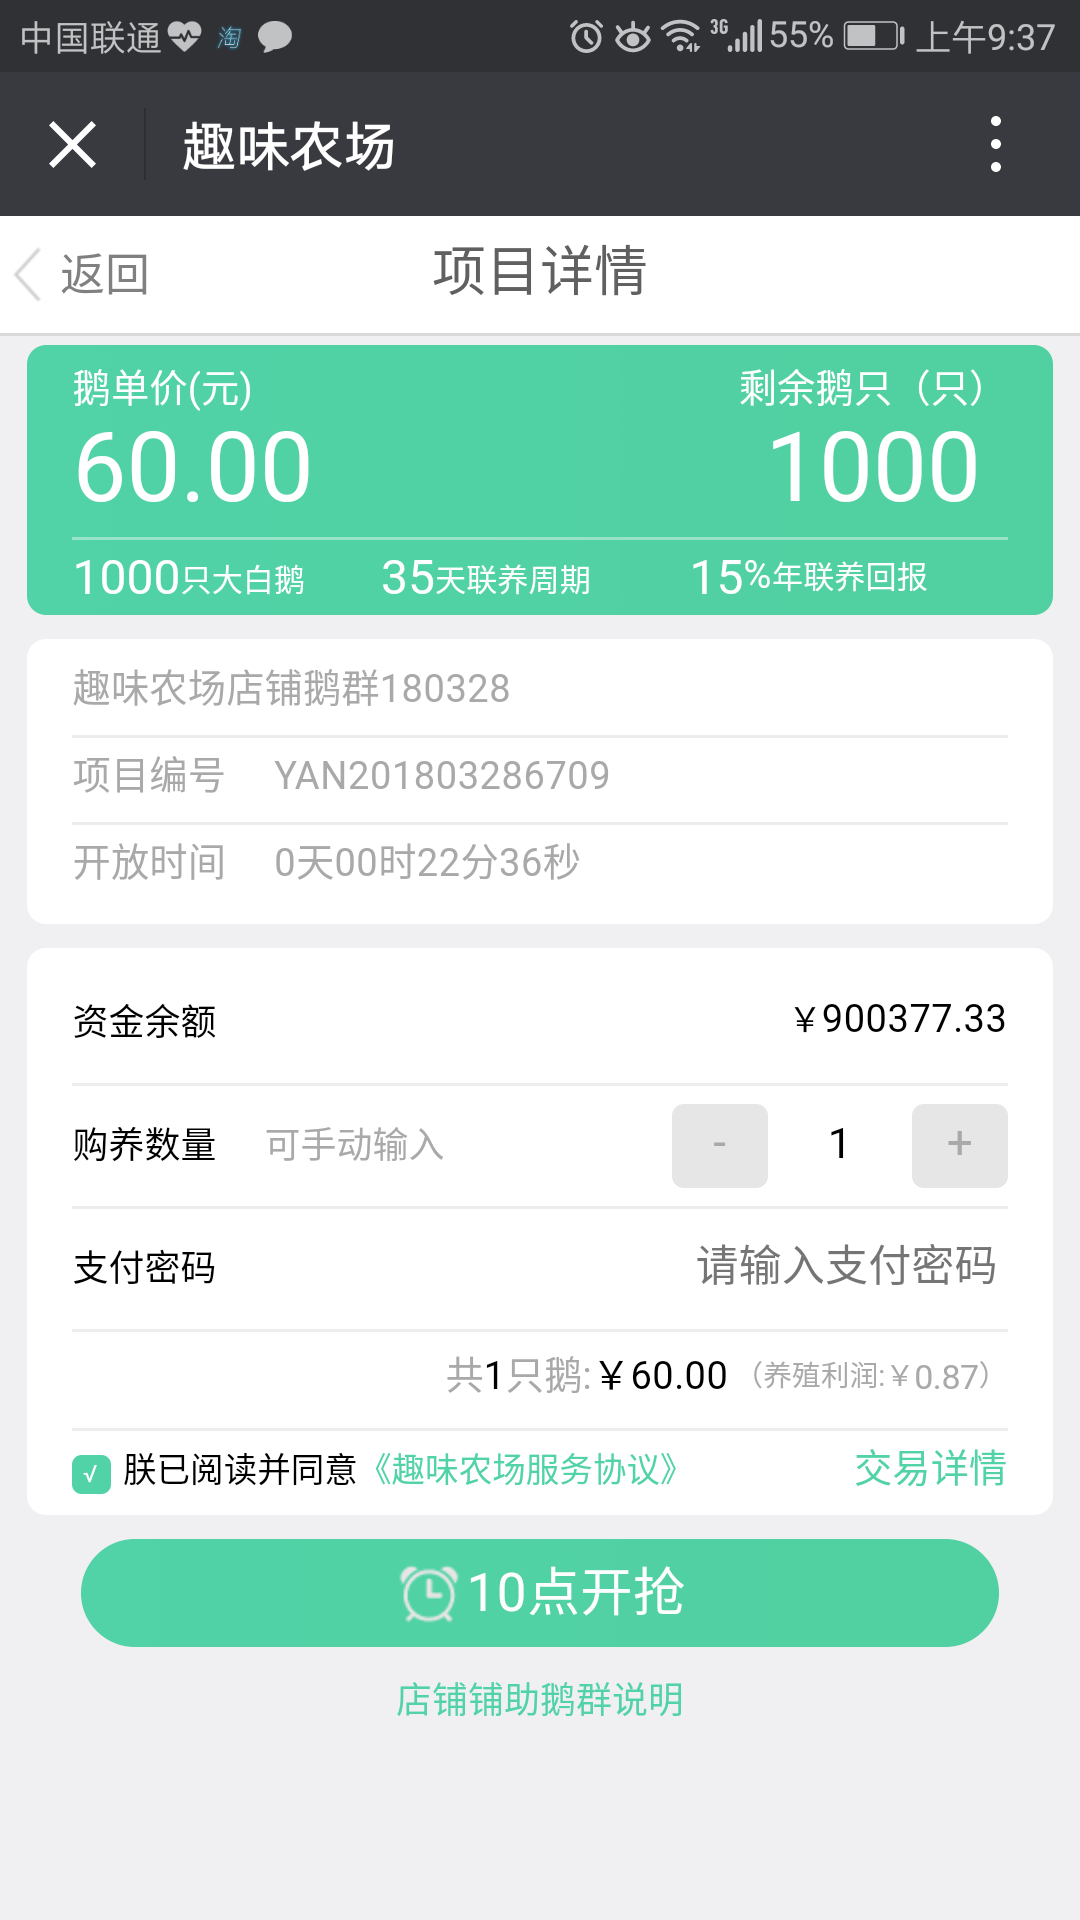 中国联通 淘 3G 55% 上午9:37
趣味农场
返回 项目详情
鹅单价(元) 剩余鹅只（只）
60.00 1000
1000只大白鹅 35天联养周期 15%年联养回报
趣味农场店铺鹅群180328
项目编号 YAN201803286709
开放时间 0天00时22分36秒
资金余额 ￥900377.33
购养数量 可手动输入 - 1 +
支付密码 请输入支付密码
共1只鹅:￥60.00（养殖利润:￥0.87）
√ 朕已阅读并同意《趣味农场服务协议》 交易详情
10点开抢
店铺铺助鹅群说明